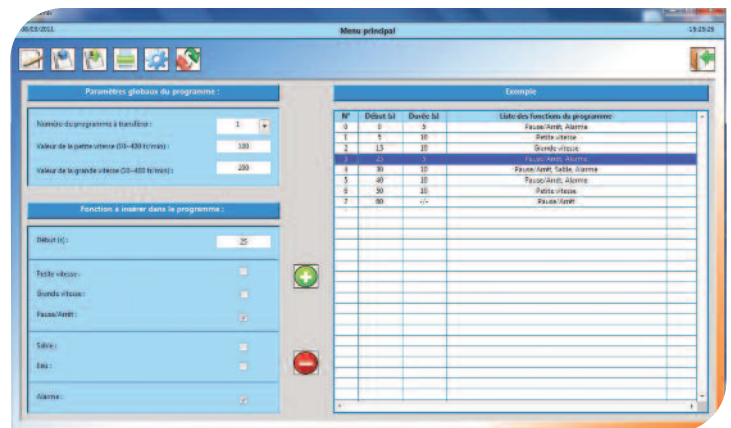 08/03/2011
Menu principal
15:25:25
Paramètres globaux du programme :
Numéro du programme à transférer :
1
Valeur de la petite vitesse (50~400 tr/min) :
100
Valeur de la grande vitesse (50~400 tr/min) :
200
Fonction à insérer dans le programme :
Début (s) :
25
Petite vitesse :
Grande vitesse :
Pause/Arrêt :
Sable :
Eau :
Alarme :
Exemple
N° Début (s) Durée (s) Liste des fonctions du programme
0 0 5 Pause/Arrêt, Alarme
1 5 10 Petite vitesse
2 15 10 Grande vitesse
3 25 5 Pause/Arrêt, Alarme
4 30 10 Pause/Arrêt, Sable, Alarme
5 40 10 Pause/Arrêt, Alarme
6 50 10 Petite vitesse
7 60 -/- Pause/Arrêt